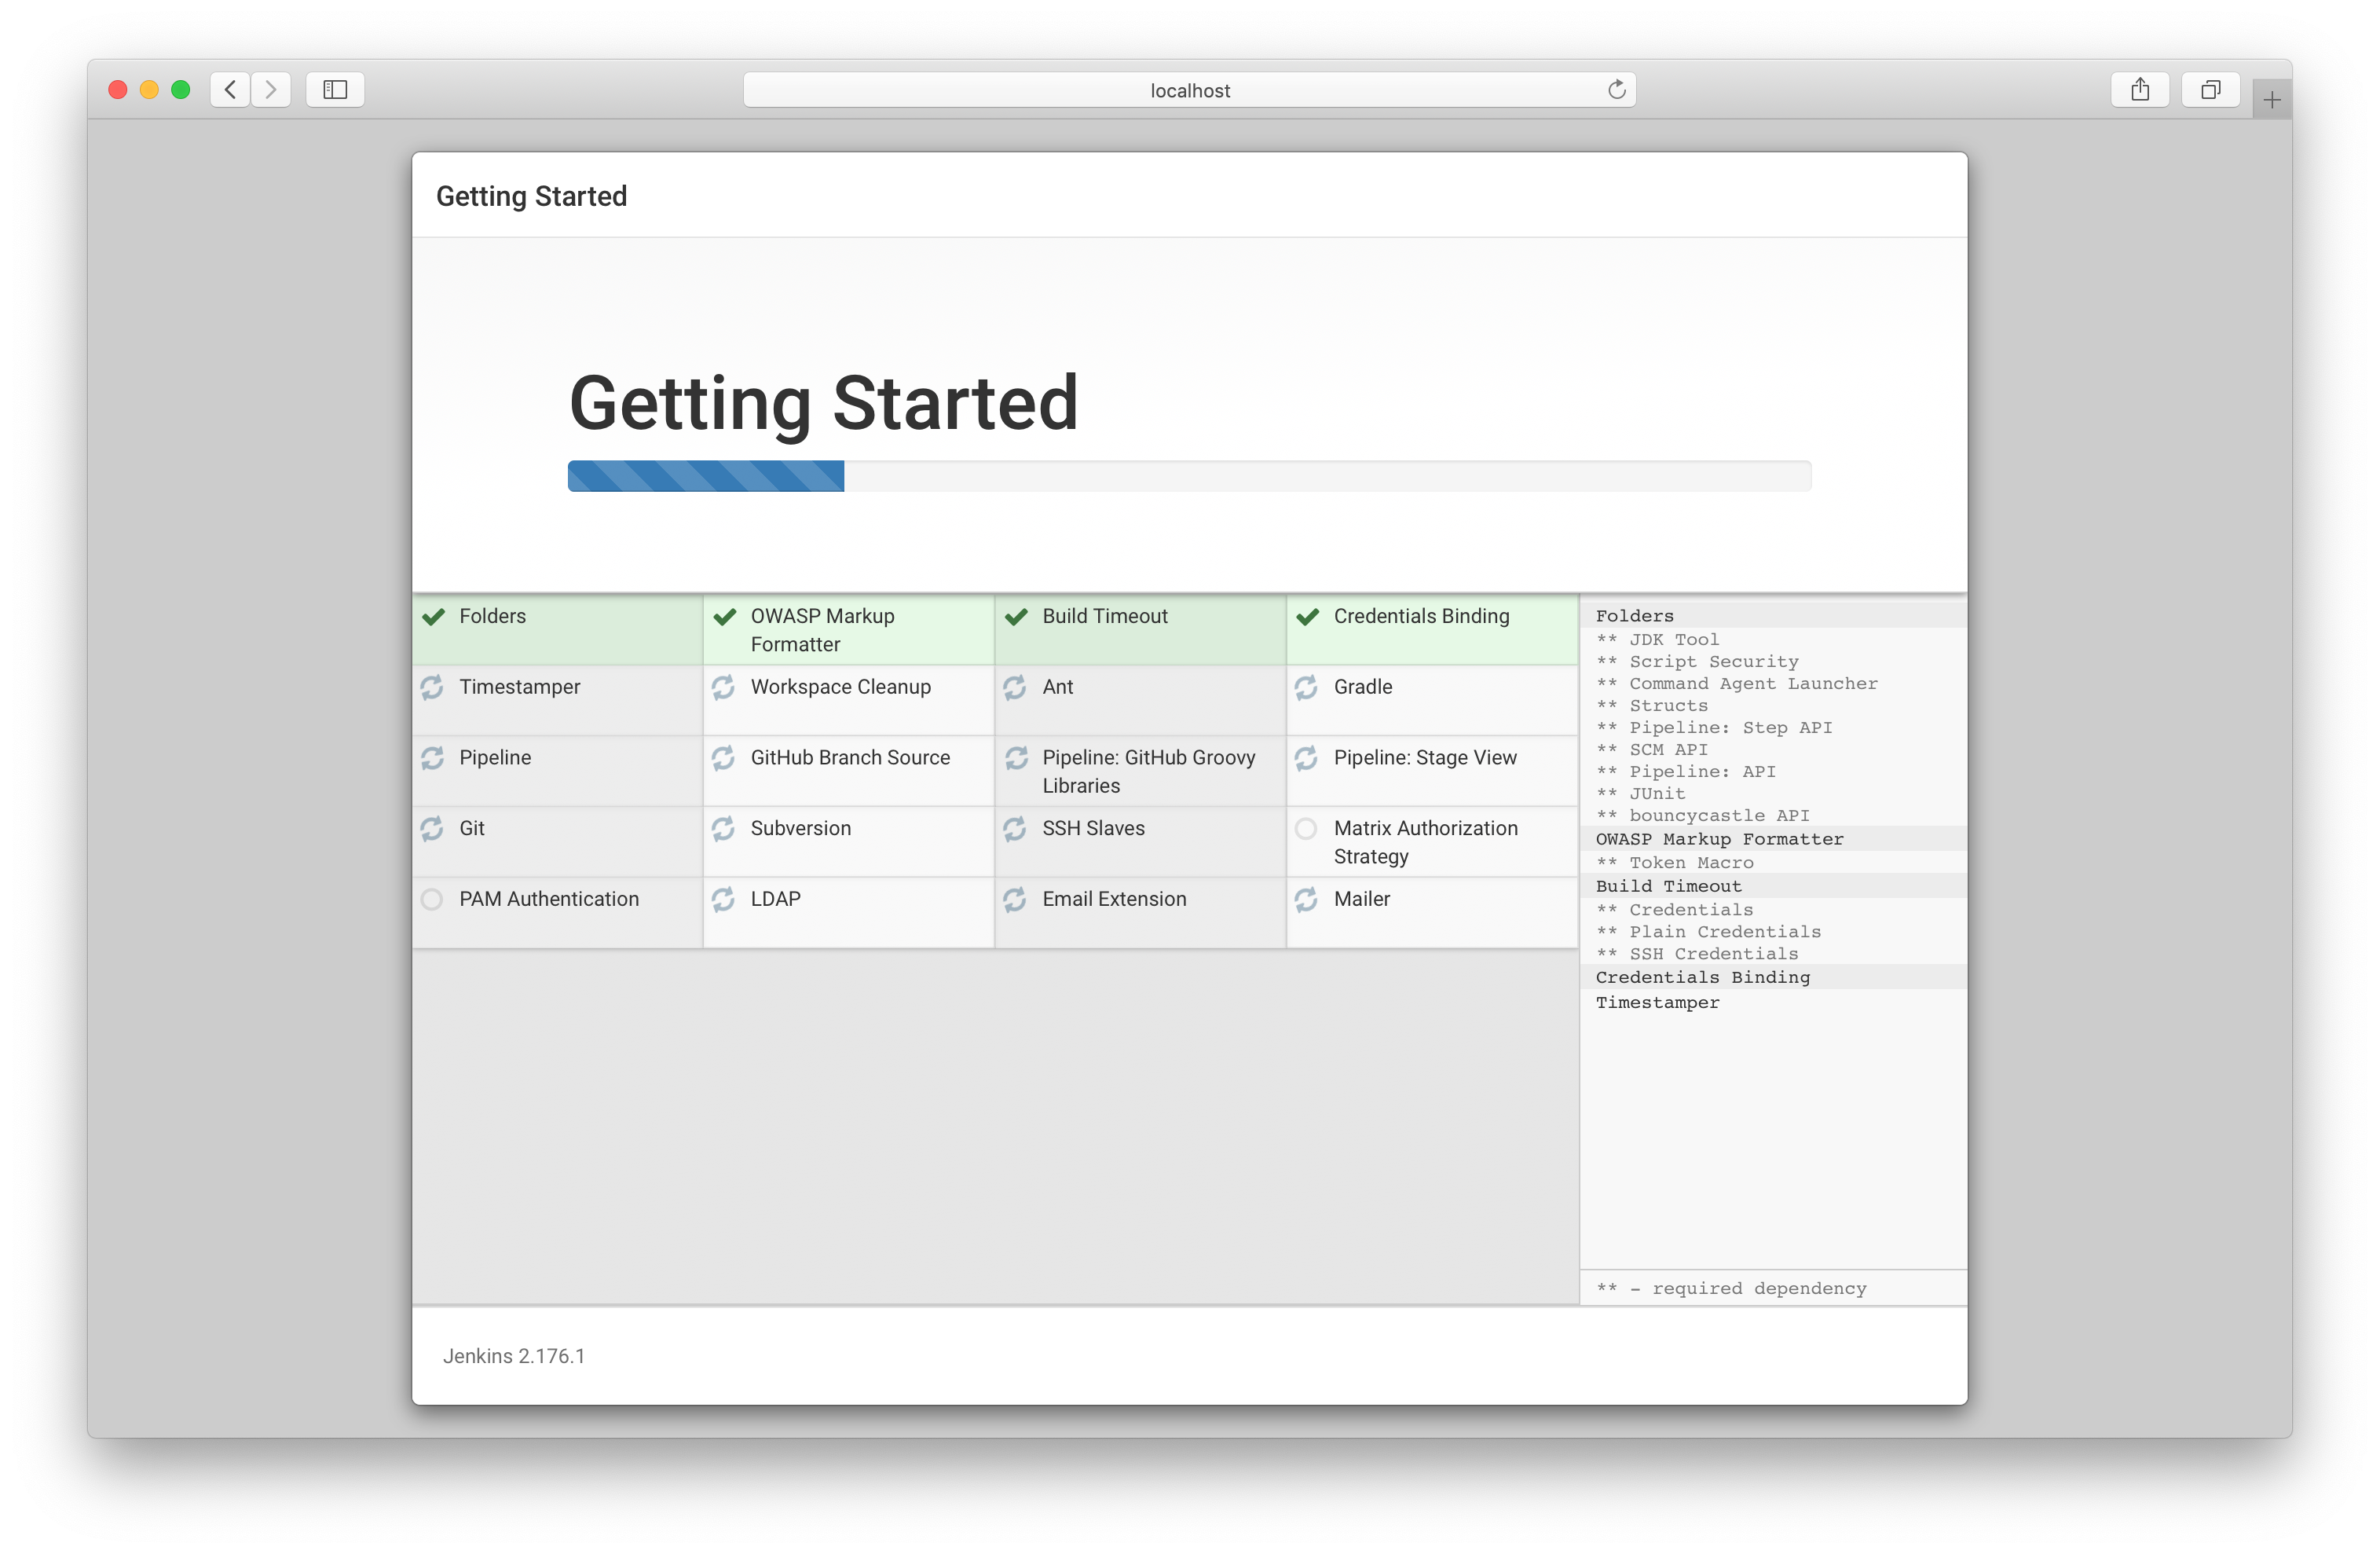 localhost
Getting Started
Getting Started
Folders
OWASP Markup
Formatter
Build Timeout
Credentials Binding
Timestamper
Workspace Cleanup
Ant
Gradle
Pipeline
GitHub Branch Source
Pipeline: GitHub Groovy
Libraries
Pipeline: Stage View
Git
Subversion
SSH Slaves
Matrix Authorization
Strategy
PAM Authentication
LDAP
Email Extension
Mailer
Folders
** JDK Tool
** Script Security
** Command Agent Launcher
** Structs
** Pipeline: Step API
** SCM API
** Pipeline: API
** JUnit
** bouncycastle API
OWASP Markup Formatter
** Token Macro
Build Timeout
** Credentials
** Plain Credentials
** SSH Credentials
Credentials Binding
Timestamper
** - required dependency
Jenkins 2.176.1